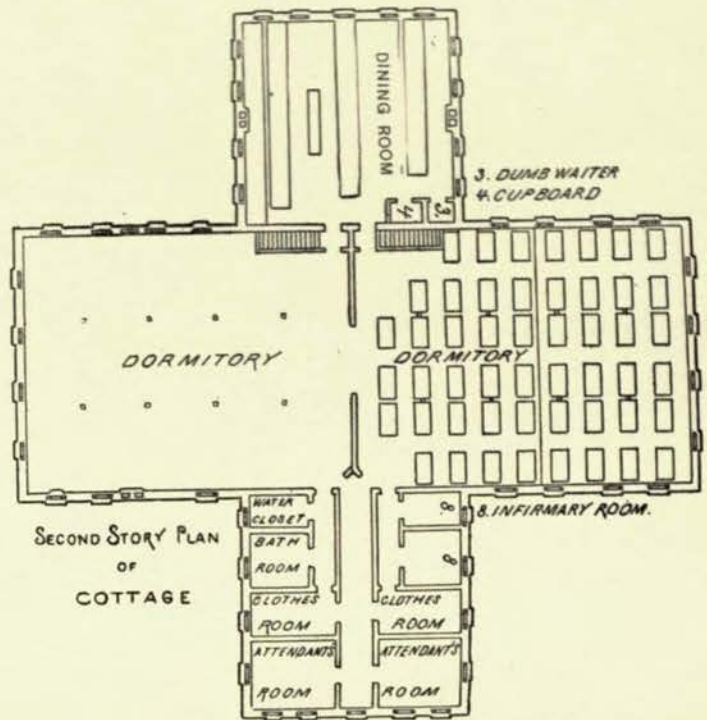 DINING ROOM
3. DUMB WAITER
4. CUPBOARD
4.
3.
DORMITORY
DORMITORY
WATER
CLOSET
BATH
ROOM
CLOTHES
ROOM
ATTENDANT'S
ROOM
8
8
8. INFIRMARY ROOM.
CLOTHES
ROOM
ATTENDANT'S
ROOM
SECOND STORY PLAN
OF
COTTAGE